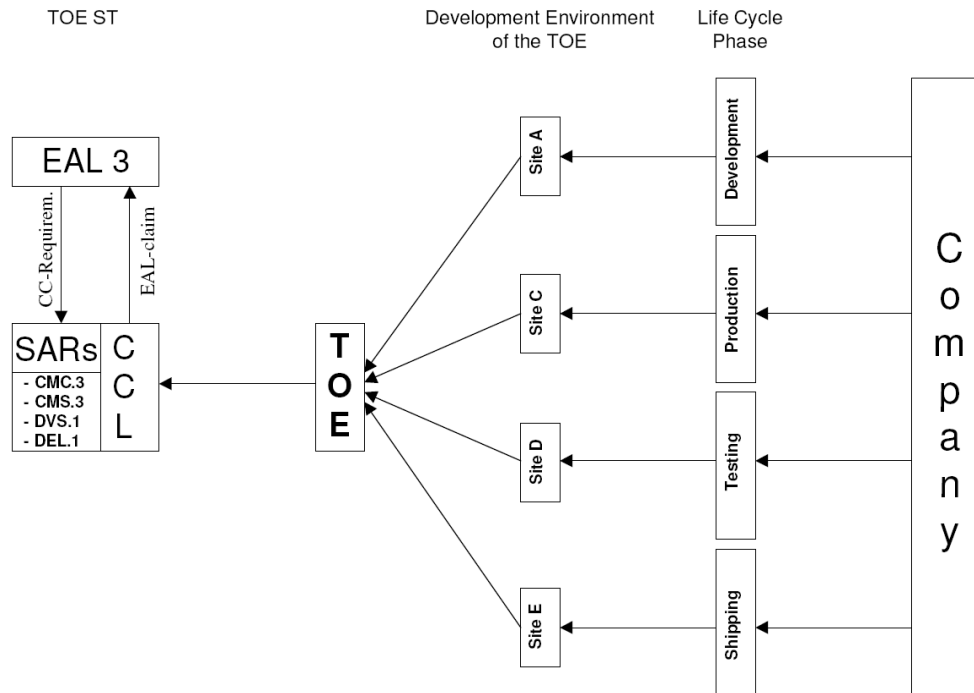 TOE ST
Development Environment
of the TOE
Life Cycle
Phase
EAL 3
CC-Requirem.
EAL-claim
SARs
- CMC.3
- CMS.3
- DVS.1
- DEL.1
C
C
L
T
O
E
Site A
Site C
Site D
Site E
Development
Production
Testing
Shipping
C
o
m
p
a
n
y